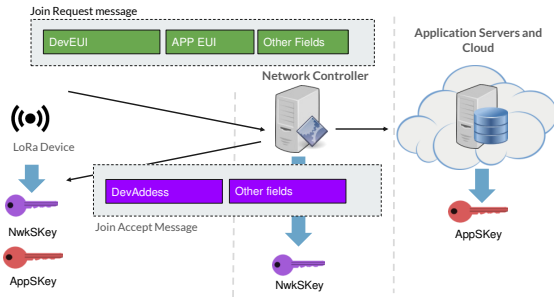 Join Request message
DevEUI
APP EUI
Other Fields
Application Servers and
Cloud
Network Controller
LoRa Device
DevAddess
Other fields
Join Accept Message
NwkSKey
AppSKey
NwkSKey
AppSKey